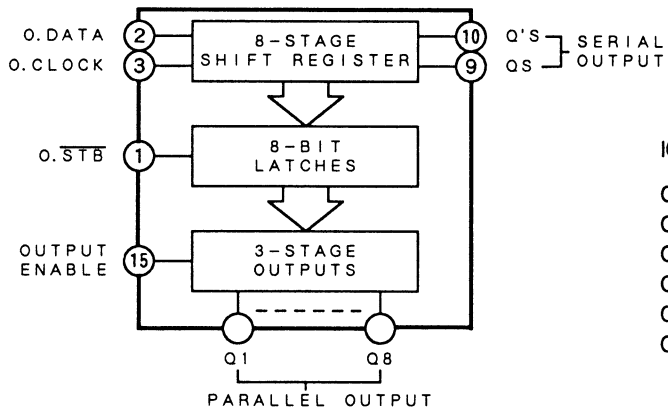 O.DATA 2 8-STAGE 10 Q'S SERIAL
O.CLOCK 3 SHIFT REGISTER 9 QS OUTPUT
O.STB 1 8-BIT
LATCHES
OUTPUT 15 3-STAGE
ENABLE OUTPUTS
Q1 Q8
PARALLEL OUTPUT